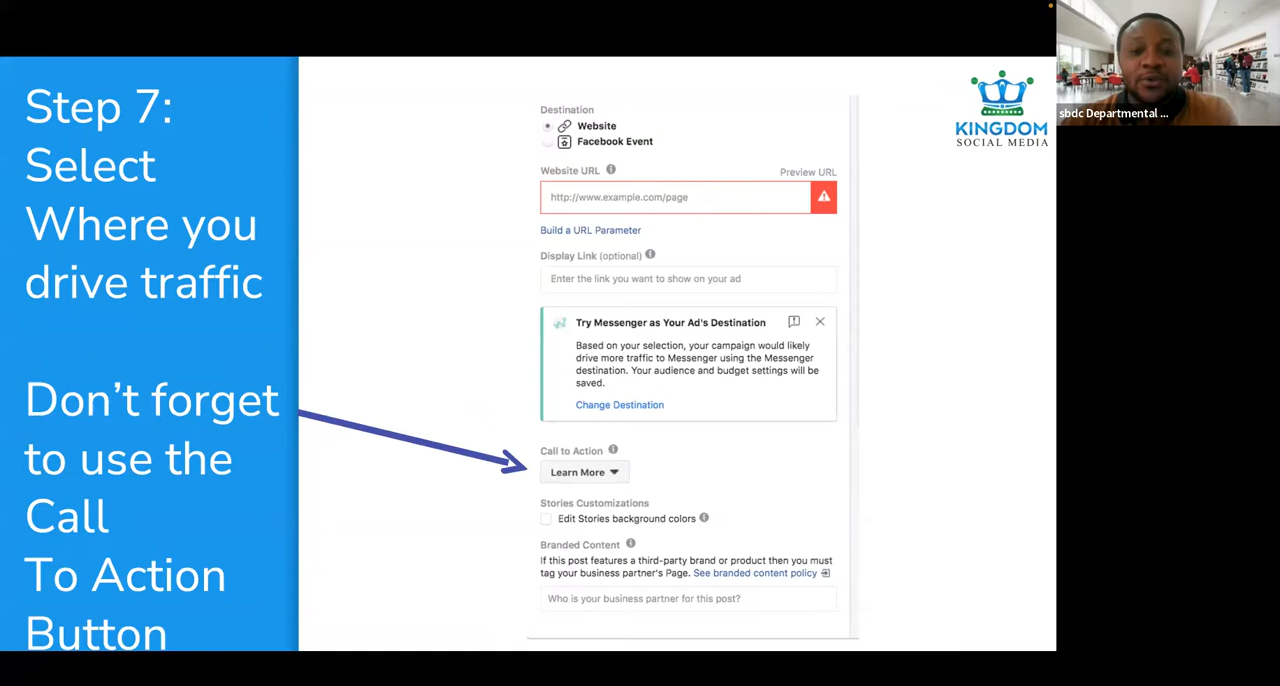 Step 7:
Select
Where you
drive traffic
Don't forget
to use the
Call
To Action
Button
Destination
Website
Facebook Event
Website URL
Preview URL
http://www.example.com/page
Build a URL Parameter
Display Link (optional)
Enter the link you want to show on your ad
Try Messenger as Your Ad's Destination
Based on your selection, your campaign would likely
drive more traffic to Messenger using the Messenger
destination. Your audience and budget settings will be
saved.
Change Destination
Call to Action
Learn More
Stories Customizations
Edit Stories background colors
Branded Content
If this post features a third-party brand or product then you must
tag your business partner's Page. See branded content policy
Who is your business partner for this post?
KINGDOM
SOCIAL MEDIA
sbdc Departmental ...